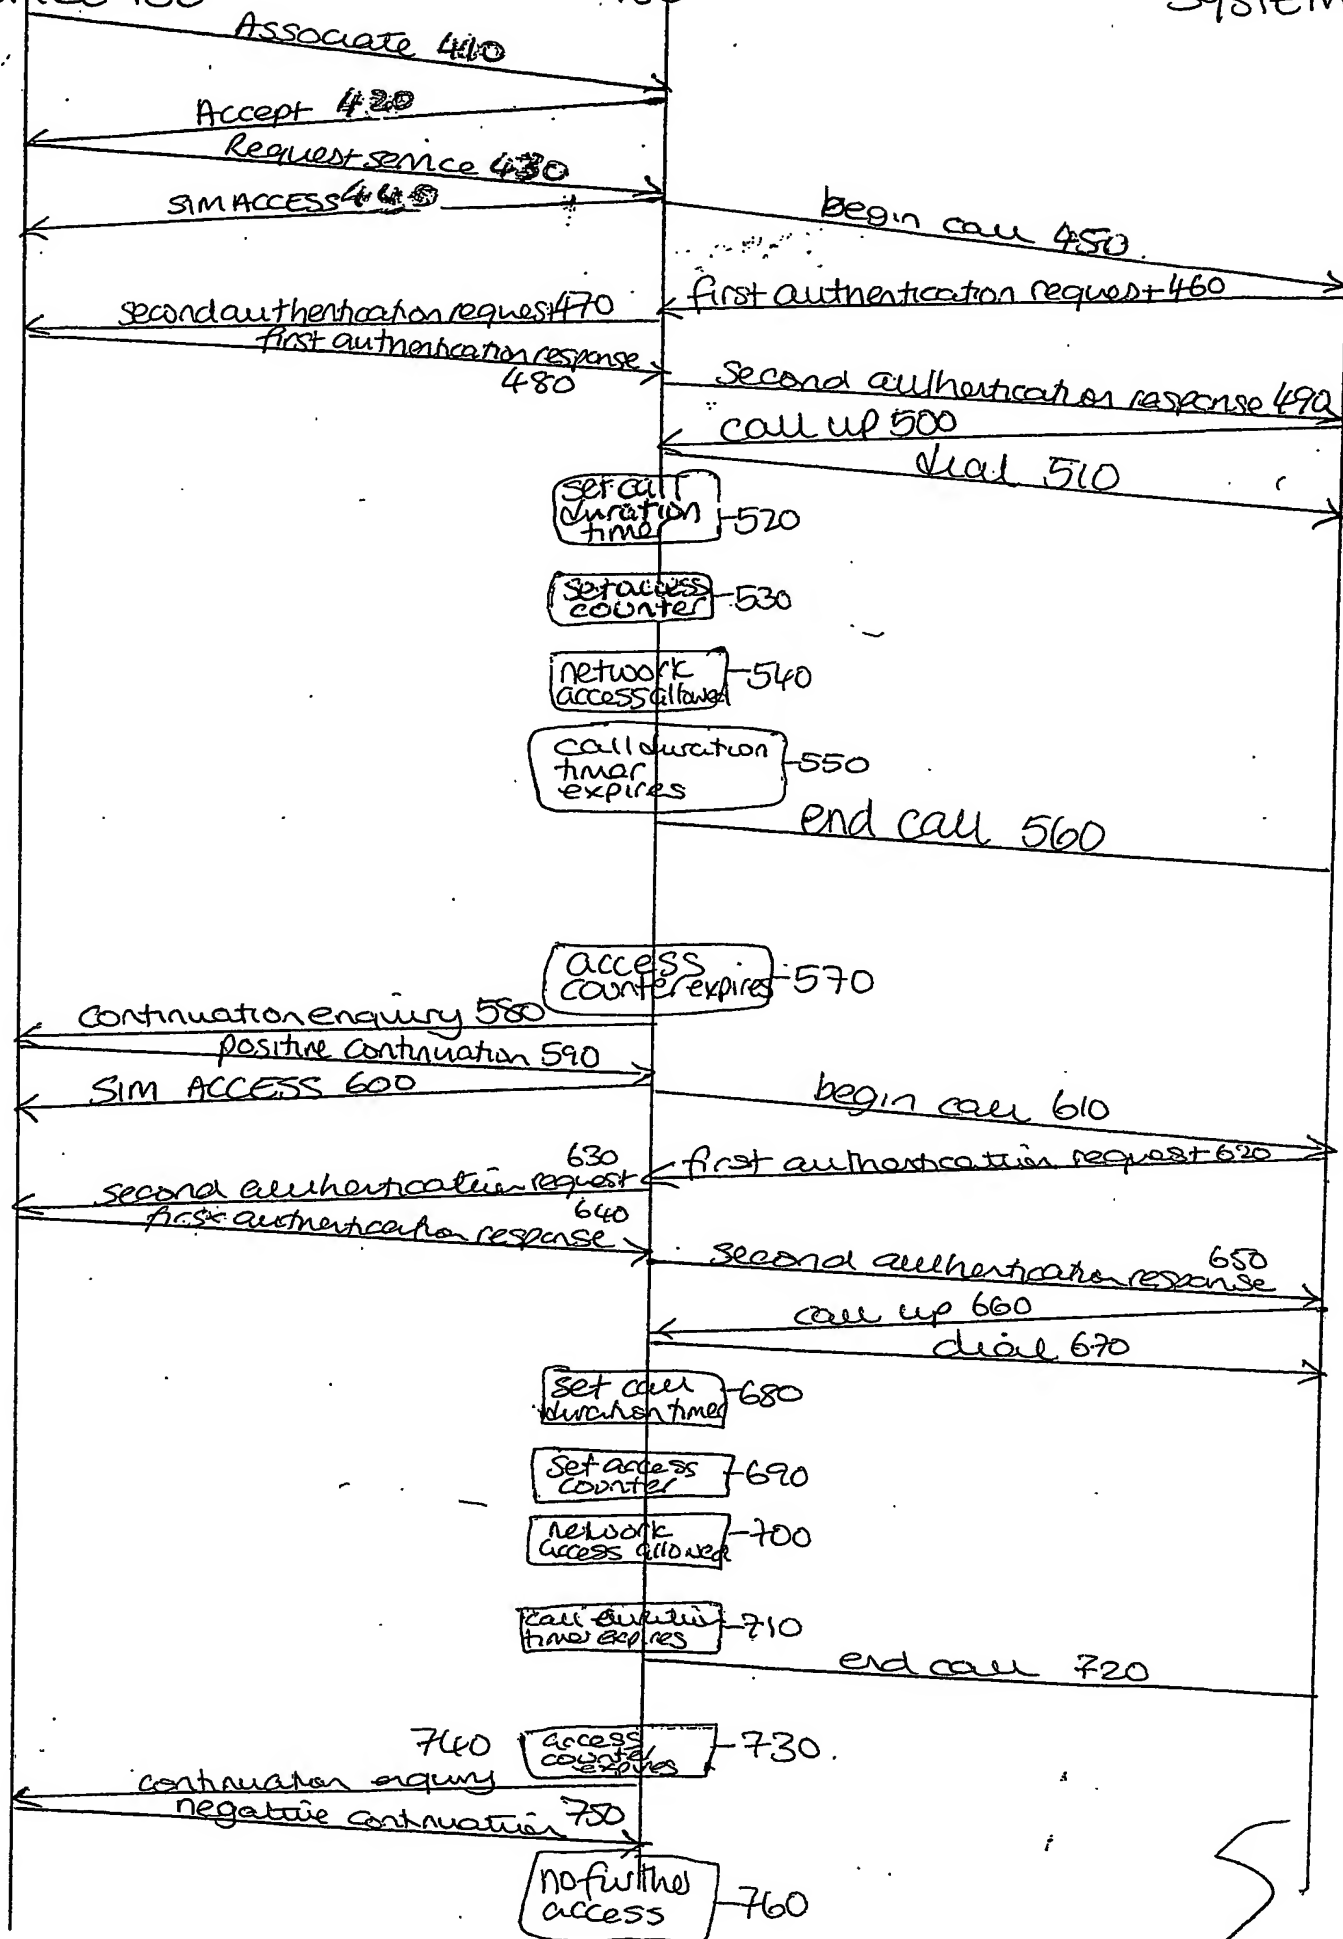 System
Associate 410
Accept 420
Request service 430
SIM ACCESS 440
begin call 450
first authentication request 460
second authentication request 470
first authentication response
480
second authentication response 490
call up 500
dial 510
set call
duration
timer
520
set access
counter
530
network
access allowed
540
call duration
timer
expires
550
end call 560
access
counter expires
570
continuation enquiry 580
positive continuation 590
SIM ACCESS 600
begin call 610
first authentication request 620
630
second authentication request
640
first authentication response
650
second authentication response
call up 660
dial 670
set call
duration timer
680
set access
counter
690
network
access allowed
700
call duration
timer expires
710
end call 720
740
access
counter
expires
730
continuation enquiry
negative continuation 750
no further
access
760
5